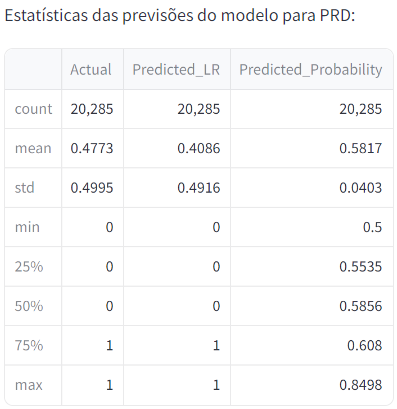 Estatísticas das previsões do modelo para PRD:
Actual Predicted_LR Predicted_Probability
count 20,285 20,285 20,285
mean 0.4773 0.4086 0.5817
std 0.4995 0.4916 0.0403
min 0 0 0.5
25% 0 0 0.5535
50% 0 0 0.5856
75% 1 1 0.608
max 1 1 0.8498